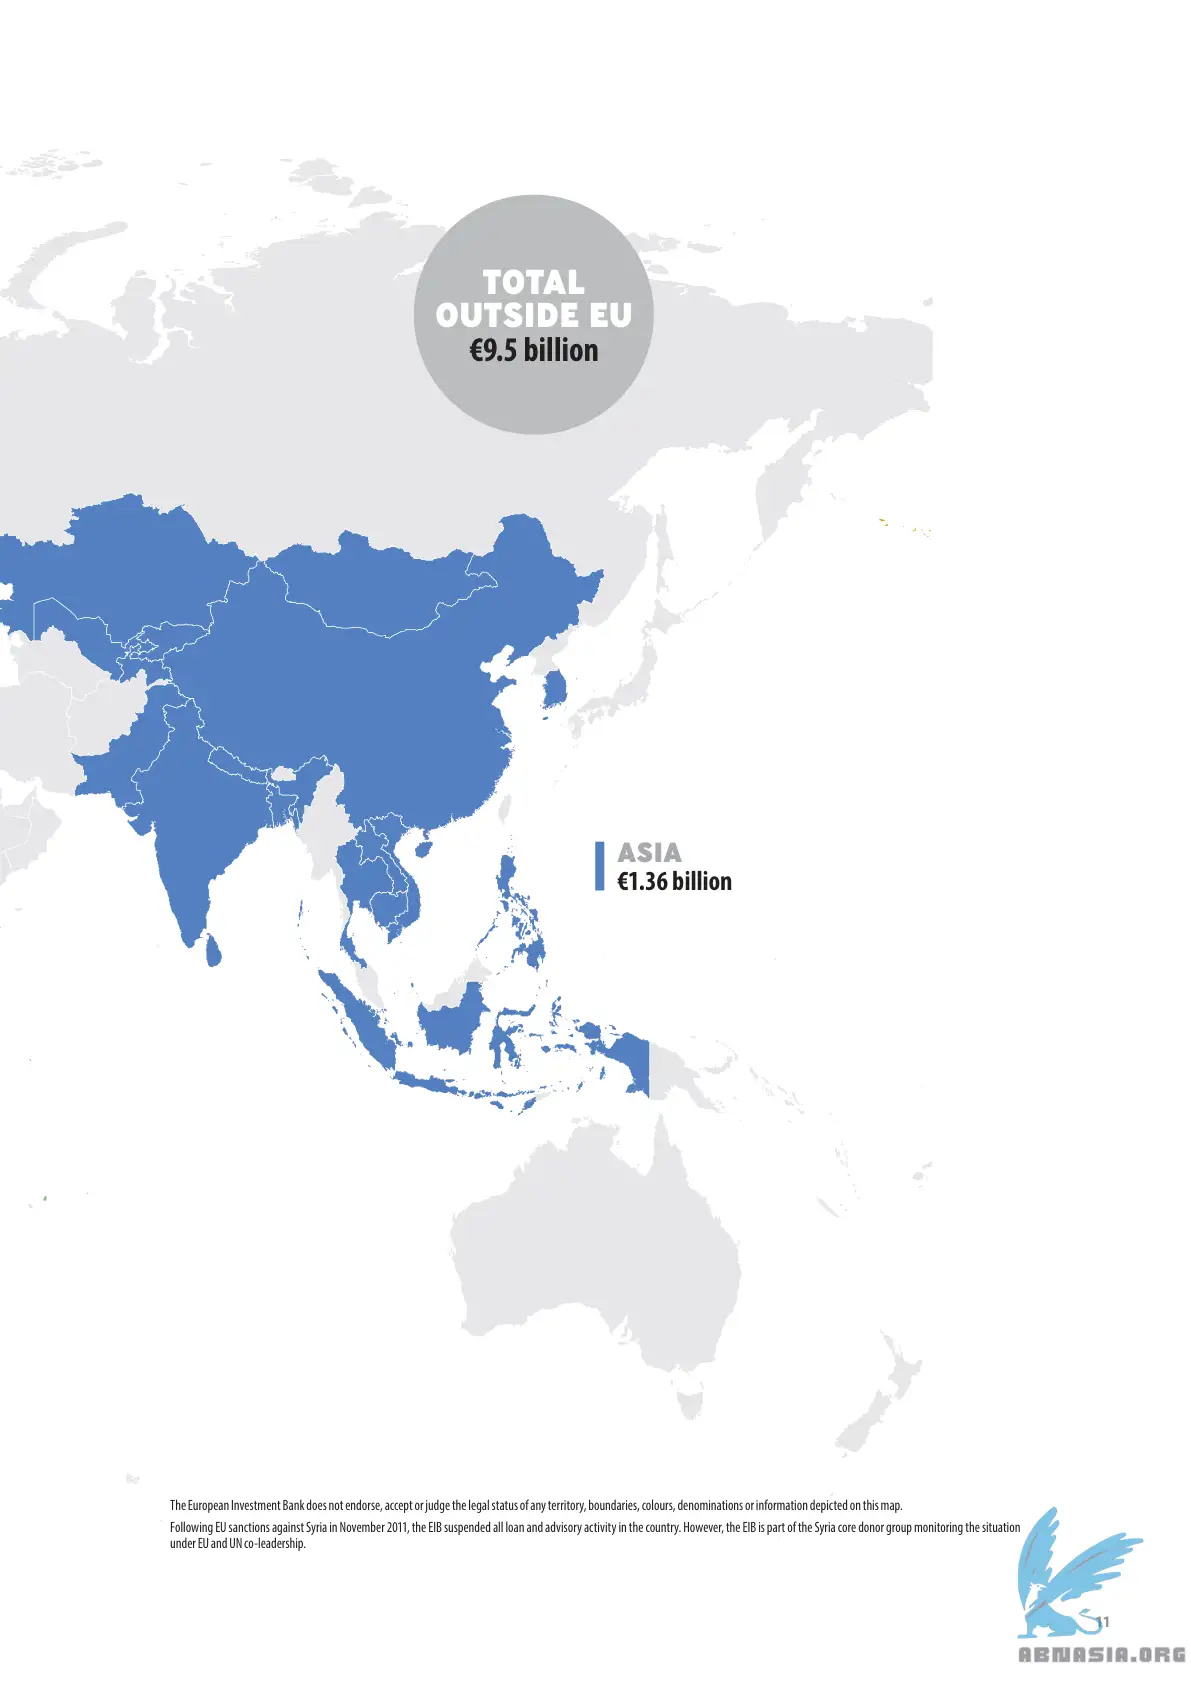 TOTAL
OUTSIDE EU
€9.5 billion
ASIA
€1.36 billion
The European Investment Bank does not endorse, accept or judge the legal status of any territory, boundaries, colours, denominations or information depicted on this map.
Following EU sanctions against Syria in November 2011, the EIB suspended all loan and advisory activity in the country. However, the EIB is part of the Syria core donor group monitoring the situation
under EU and UN co-leadership.
11
ABNASIA.ORG